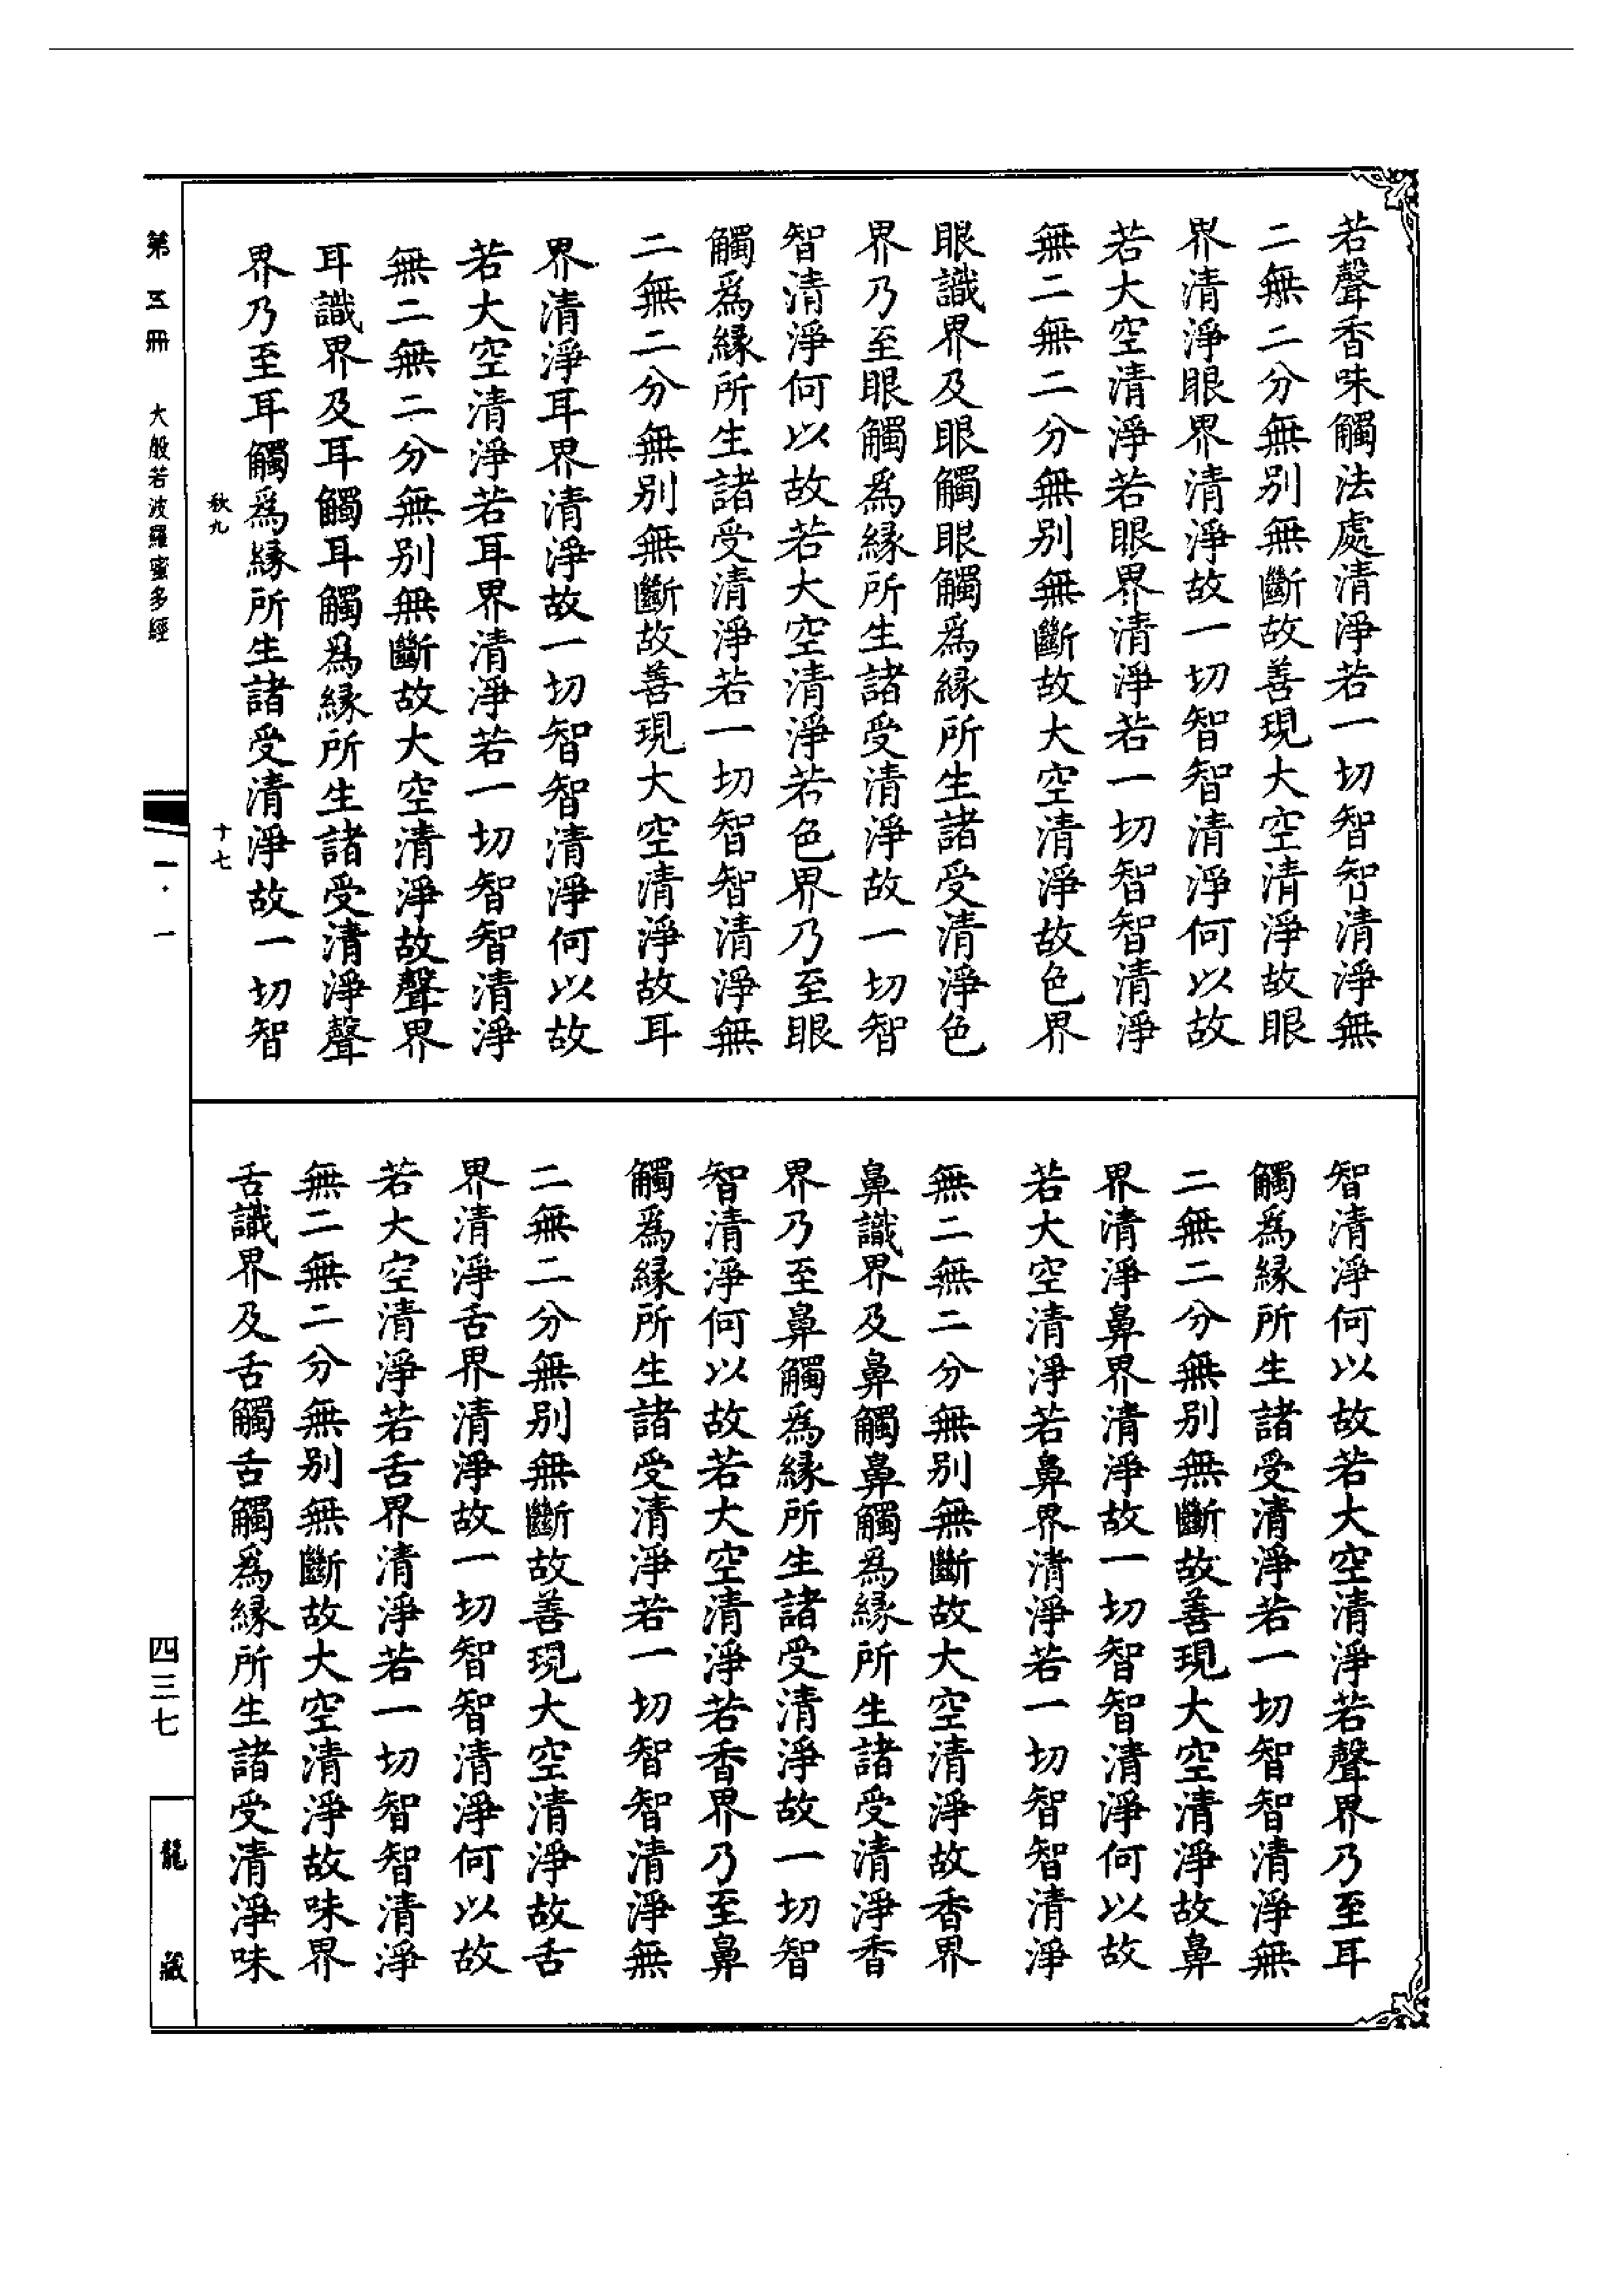 若聲香味觸法處清淨若一切智智清淨無
二無二分無别無斷故善現大空清淨故眼
界清淨眼界清淨故一切智智清淨何以故
若大空清淨若眼界清淨若一切智智清淨
無二無二分無别無斷故大空清淨故色界
眼識界及眼觸眼觸爲緣所生諸受清淨色
界乃至眼觸爲緣所生諸受清淨故一切智
智清淨何以故若大空清淨若色界乃至眼
觸爲緣所生諸受清淨若一切智智清淨無
二無二分無别無斷故善現大空清淨故耳
界清淨耳界清淨故一切智智清淨何以故
若大空清淨若耳界清淨若一切智智清淨
無二無二分無别無斷故大空清淨故聲界
耳識界及耳觸耳觸爲緣所生諸受清淨聲
界乃至耳觸爲緣所生諸受清淨故一切智
秋九
十七
智清淨何以故若大空清淨若聲界乃至耳
觸爲緣所生諸受清淨若一切智智清淨無
二無二分無别無斷故善現大空清淨故鼻
界清淨鼻界清淨故一切智智清淨何以故
若大空清淨若鼻界清淨若一切智智清淨
無二無二分無别無斷故大空清淨故香界
鼻識界及鼻觸鼻觸爲緣所生諸受清淨香
界乃至鼻觸爲緣所生諸受清淨故一切智
智清淨何以故若大空清淨若香界乃至鼻
觸爲緣所生諸受清淨若一切智智清淨無
二無二分無别無斷故善現大空清淨故舌
界清淨舌界清淨故一切智智清淨何以故
若大空清淨若舌界清淨若一切智智清淨
無二無二分無别無斷故大空清淨故味界
舌識界及舌觸舌觸爲緣所生諸受清淨味
第五冊 大般若波羅蜜多經
一·一
四三七
龍藏